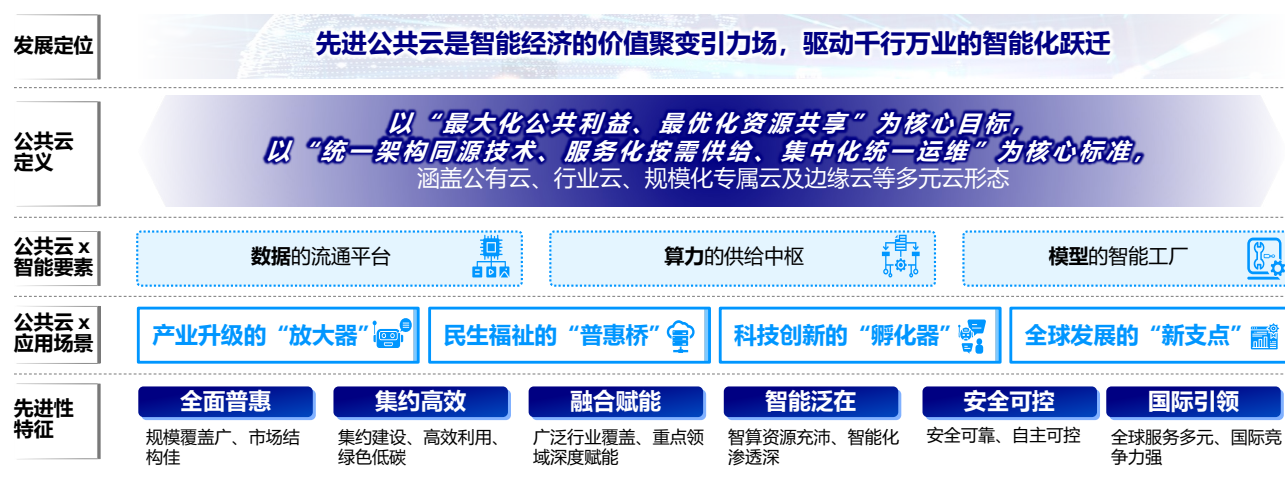 发展定位
先进公共云是智能经济的价值聚变引力场，驱动千行万业的智能化跃迁
公共云
定义
以“最大化公共利益、最优化资源共享”为核心目标，
以“统一架构同源技术、服务化按需供给、集中化统一运维”为核心标准，
涵盖公有云、行业云、规模化专属云及边缘云等多元云形态
公共云 x
智能要素
数据的流通平台
算力的供给中枢
模型的智能工厂
公共云 x
应用场景
产业升级的“放大器”
民生福祉的“普惠桥”
科技创新的“孵化器”
全球发展的“新支点”
先进性
特征
全面普惠
规模覆盖广、市场结
构佳
集约高效
集约建设、高效利用、
绿色低碳
融合赋能
广泛行业覆盖、重点领
域深度赋能
智能泛在
智算资源充沛、智能化
渗透深
安全可控
安全可靠、自主可控
国际引领
全球服务多元、国际竞
争力强